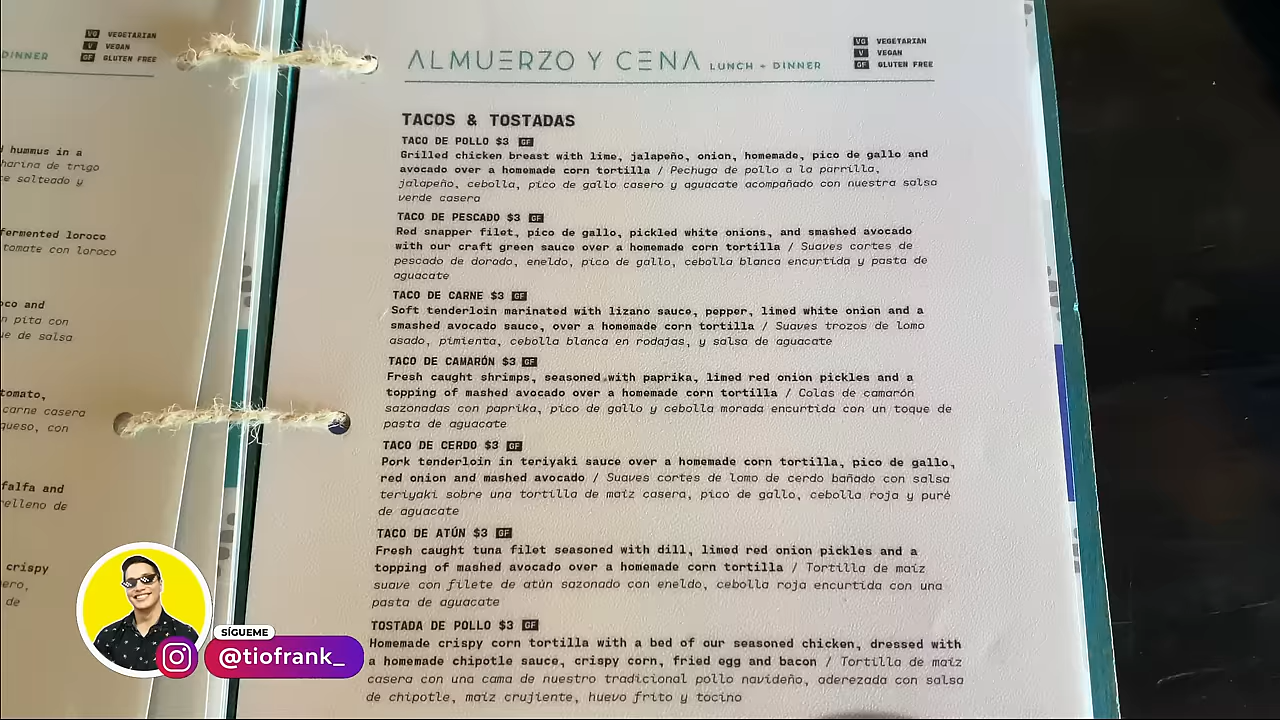 DINNER
VG VEGETARIAN
V VEGAN
GF GLUTEN FREE
hummus in a
harina de trigo
salteado y
fermented loroco
tomate con loroco
oco and
n pita con
ue de salsa
tomato,
carne casera
queso, con
falfa and
relleno de
crispy
ero,
de
ALMUERZO Y CENA LUNCH + DINNER
VG VEGETARIAN
V VEGAN
GF GLUTEN FREE
TACOS & TOSTADAS
TACO DE POLLO $3 GF
Grilled chicken breast with lime, jalapeño, onion, homemade, pico de gallo and
avocado over a homemade corn tortilla / Pechuga de pollo a la parrilla,
jalapeño, cebolla, pico de gallo casero y aguacate acompañado con nuestra salsa
verde casera
TACO DE PESCADO $3 GF
Red snapper filet, pico de gallo, pickled white onions, and smashed avocado
with our craft green sauce over a homemade corn tortilla / Suaves cortes de
pescado de dorado, eneldo, pico de gallo, cebolla blanca encurtida y pasta de
aguacate
TACO DE CARNE $3 GF
Soft tenderloin marinated with lizano sauce, pepper, limed white onion and a
smashed avocado sauce, over a homemade corn tortilla / Suaves trozos de lomo
asado, pimienta, cebolla blanca en rodajas, y salsa de aguacate
TACO DE CAMARÓN $3 GF
Fresh caught shrimps, seasoned with paprika, limed red onion pickles and a
topping of mashed avocado over a homemade corn tortilla / Colas de camarón
sazonadas con paprika, pico de gallo y cebolla morada encurtida con un toque de
pasta de aguacate
TACO DE CERDO $3 GF
Pork tenderloin in teriyaki sauce over a homemade corn tortilla, pico de gallo,
red onion and mashed avocado / Suaves cortes de lomo de cerdo bañado con salsa
teriyaki sobre una tortilla de maiz casera, pico de gallo, cebolla roja y puré
de aguacate
TACO DE ATÚN $3 GF
Fresh caught tuna filet seasoned with dill, limed red onion pickles and a
topping of mashed avocado over a homemade corn tortilla / Tortilla de maíz
suave con filete de atún sazonado con eneldo, cebolla roja encurtida con una
pasta de aguacate
TOSTADA DE POLLO $3 GF
Homemade crispy corn tortilla with a bed of our seasoned chicken, dressed with
a homemade chipotle sauce, crispy corn, fried egg and bacon / Tortilla de maíz
casera con una cama de nuestro tradicional pollo navideño, aderezada con salsa
de chipotle, maíz crujiente, huevo frito y tocino
SÍGUEME
@tiofrank_